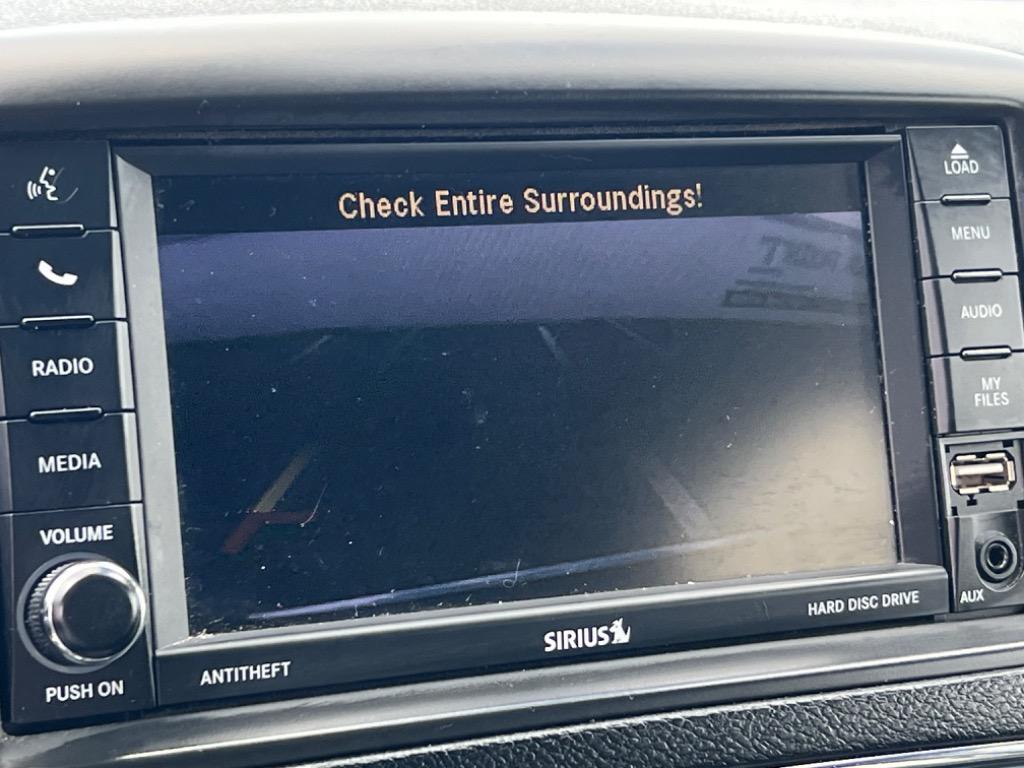 Check Entire Surroundings!
RADIO
MEDIA
VOLUME
PUSH ON
ANTITHEFT
SIRIUS
HARD DISC DRIVE
LOAD
MENU
AUDIO
MY
FILES
AUX